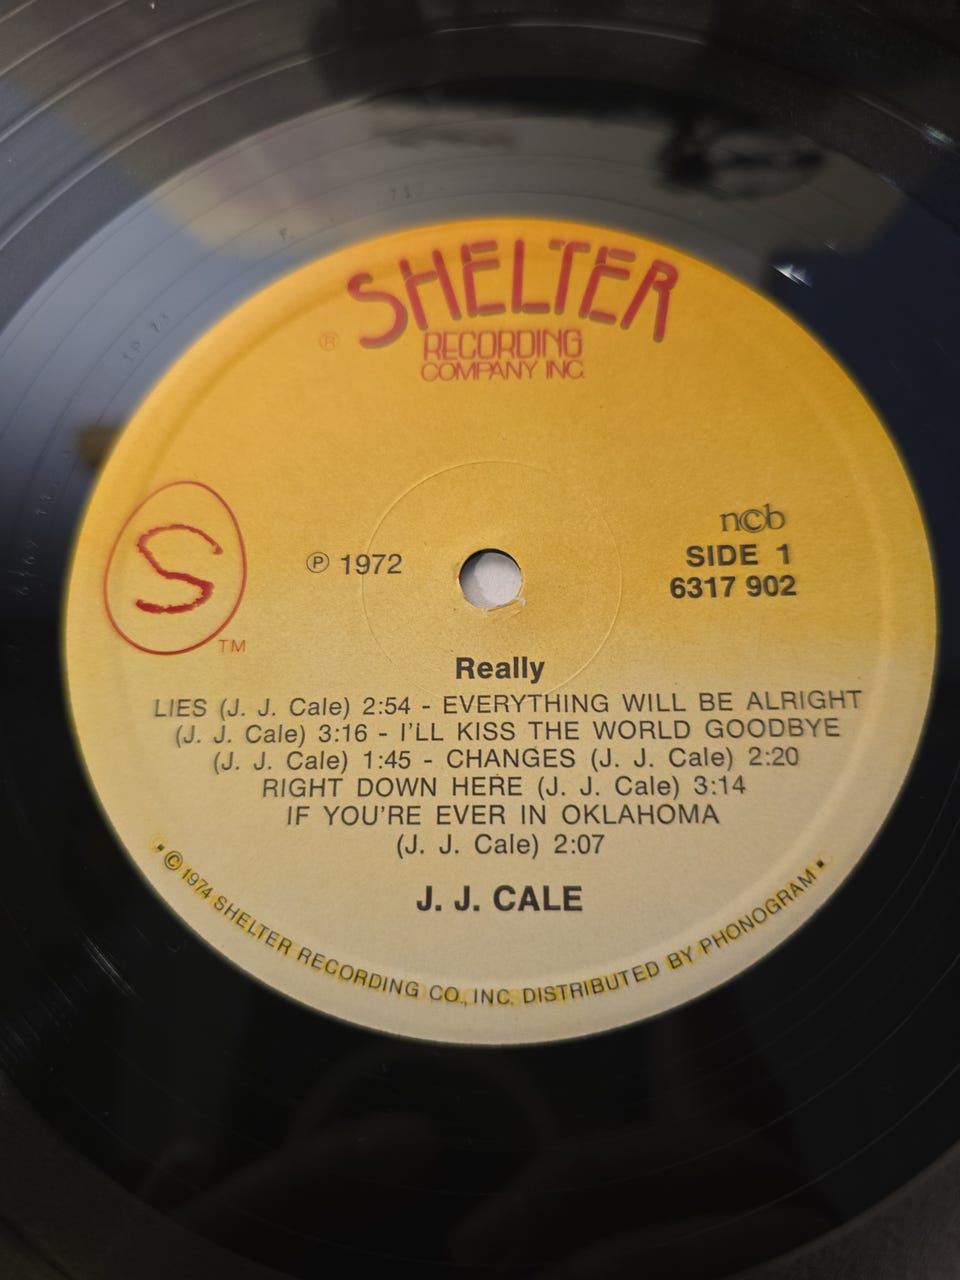 SHELTER
®
RECORDING
COMPANY INC.
S
TM
℗ 1972
n©b
SIDE 1
6317 902
Really
LIES (J. J. Cale) 2:54 - EVERYTHING WILL BE ALRIGHT
(J. J. Cale) 3:16 - I'LL KISS THE WORLD GOODBYE
(J. J. Cale) 1:45 - CHANGES (J. J. Cale) 2:20
RIGHT DOWN HERE (J. J. Cale) 3:14
IF YOU'RE EVER IN OKLAHOMA
(J. J. Cale) 2:07
J. J. CALE
• © 1974 SHELTER RECORDING CO., INC. DISTRIBUTED BY PHONOGRAM •